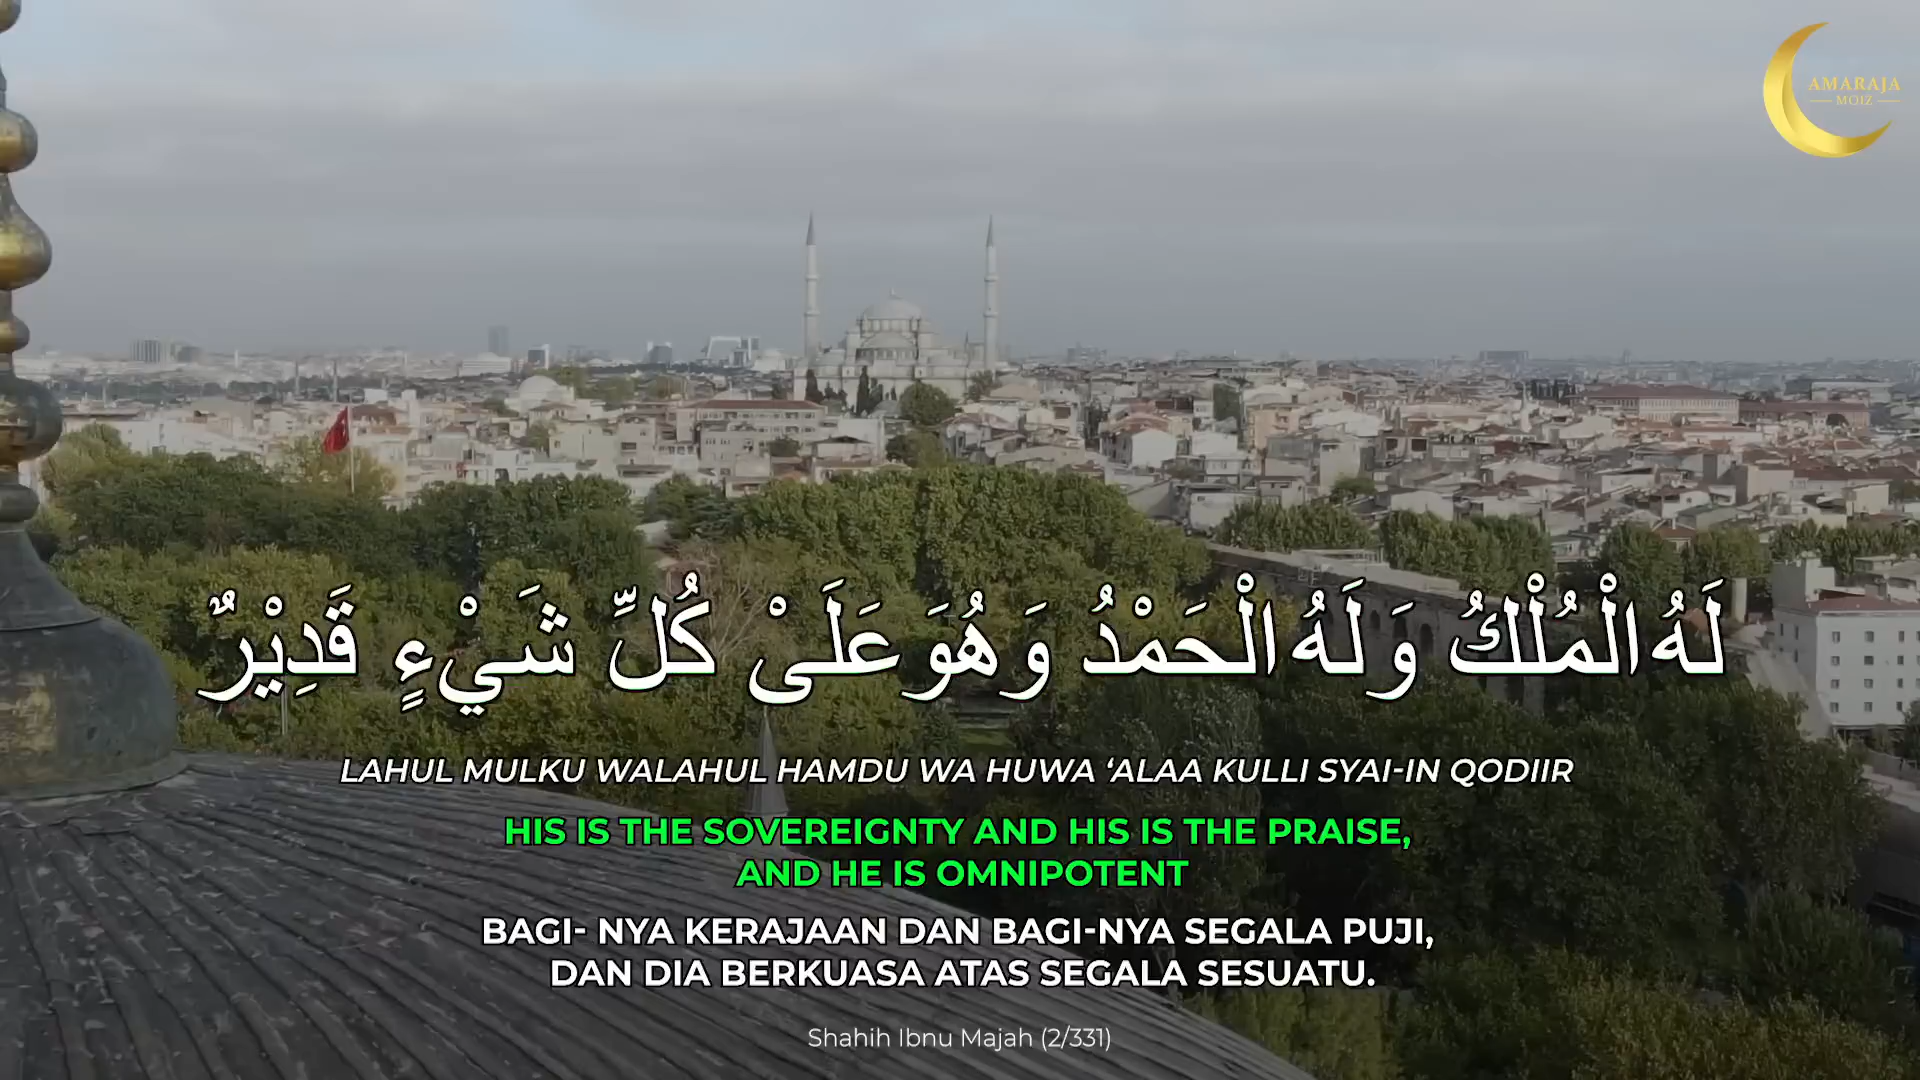 AMARAJA
MOIZ
لَهُ الْمُلْكُ وَ لَهُ الْحَمْدُ وَ هُوَ عَلَىْ كُلِّ شَيْءٍ قَدِيْرٌ
LAHUL MULKU WALAHUL HAMDU WA HUWA ‘ALAA KULLI SYAI-IN QODIIR
HIS IS THE SOVEREIGNTY AND HIS IS THE PRAISE,
AND HE IS OMNIPOTENT
BAGI- NYA KERAJAAN DAN BAGI-NYA SEGALA PUJI,
DAN DIA BERKUASA ATAS SEGALA SESUATU.
Shahih Ibnu Majah (2/331)